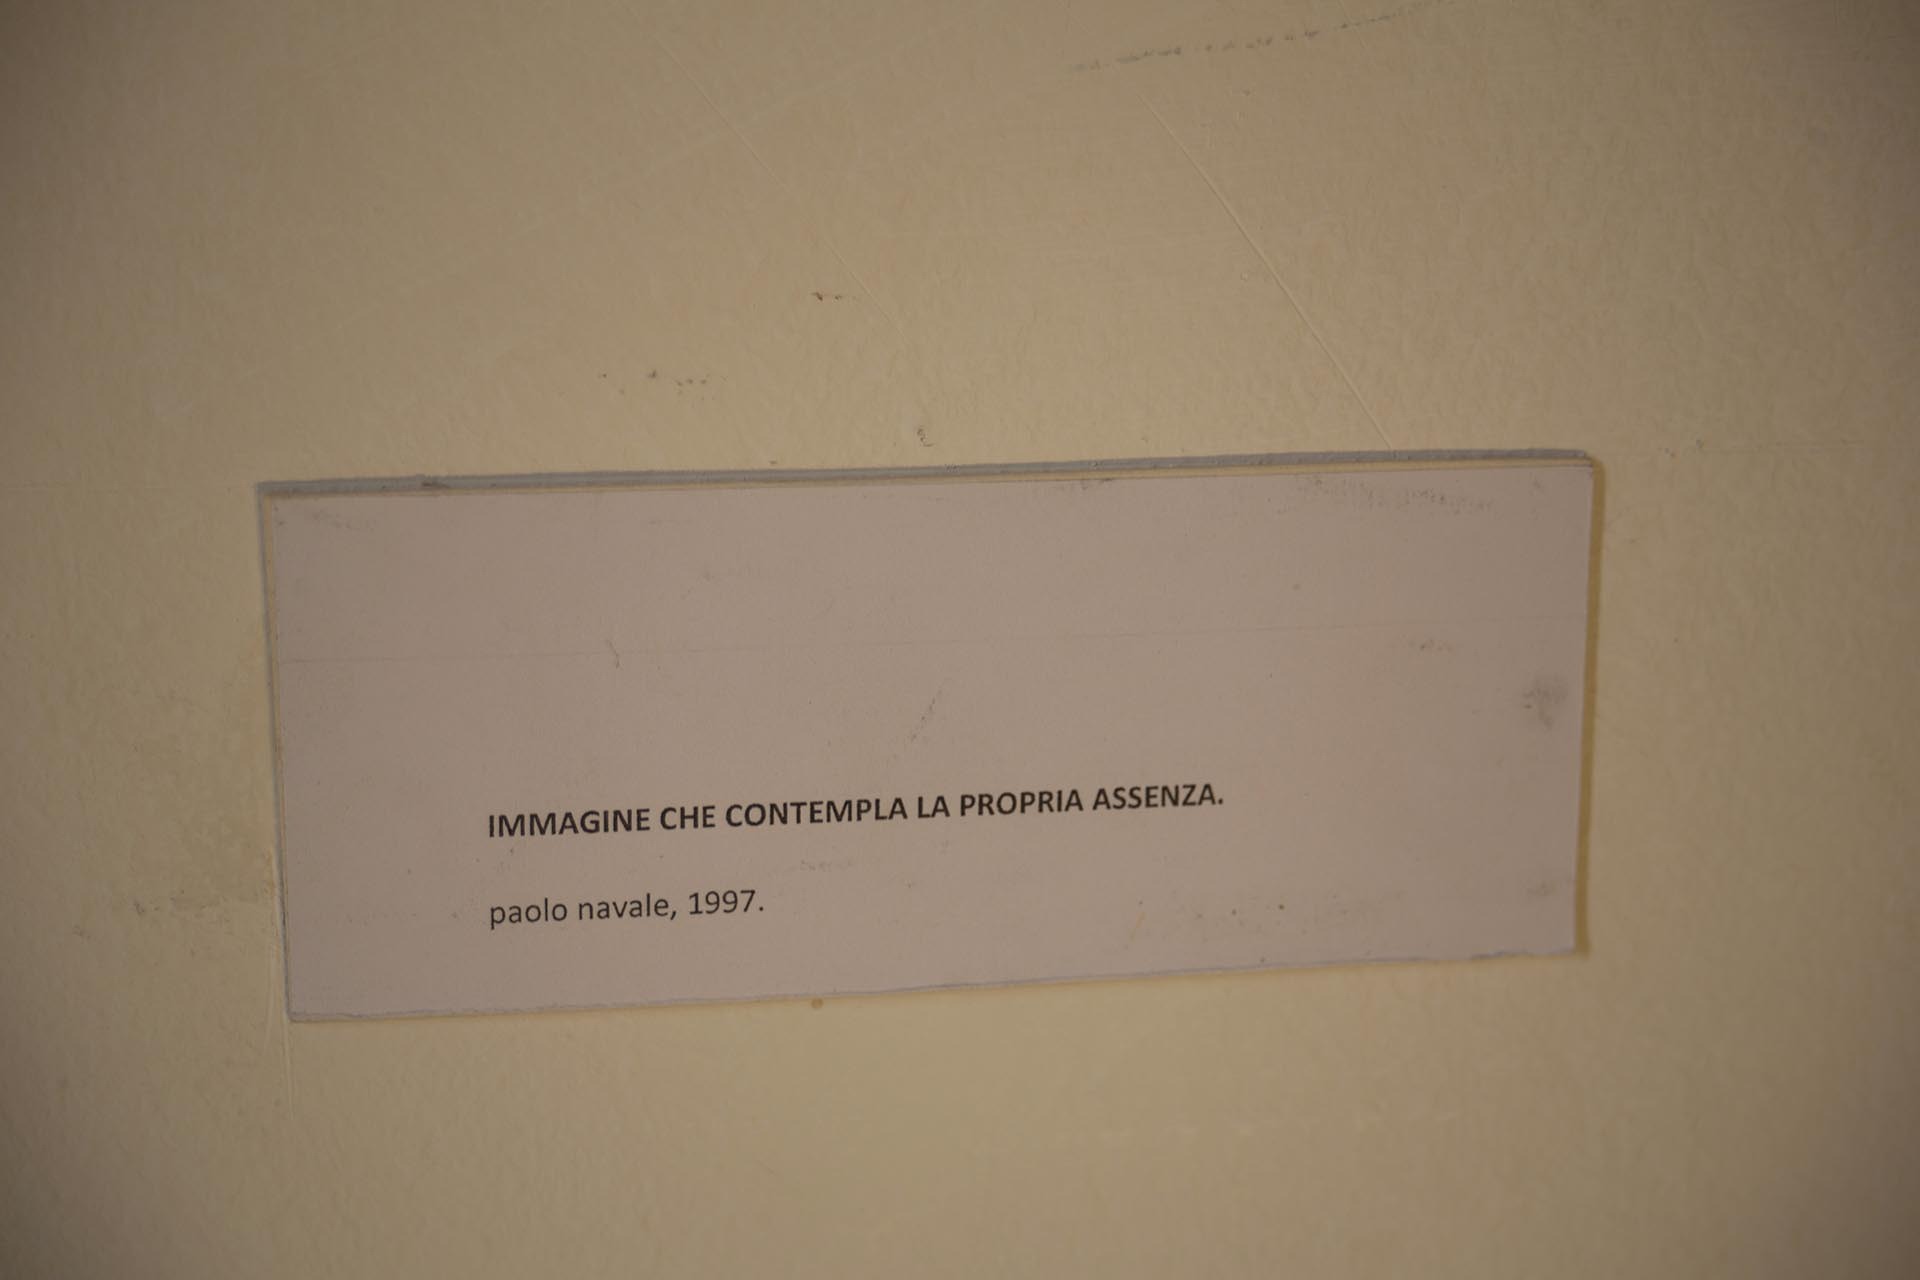 IMMAGINE CHE CONTEMPLA LA PROPRIA ASSENZA.
paolo navale, 1997.